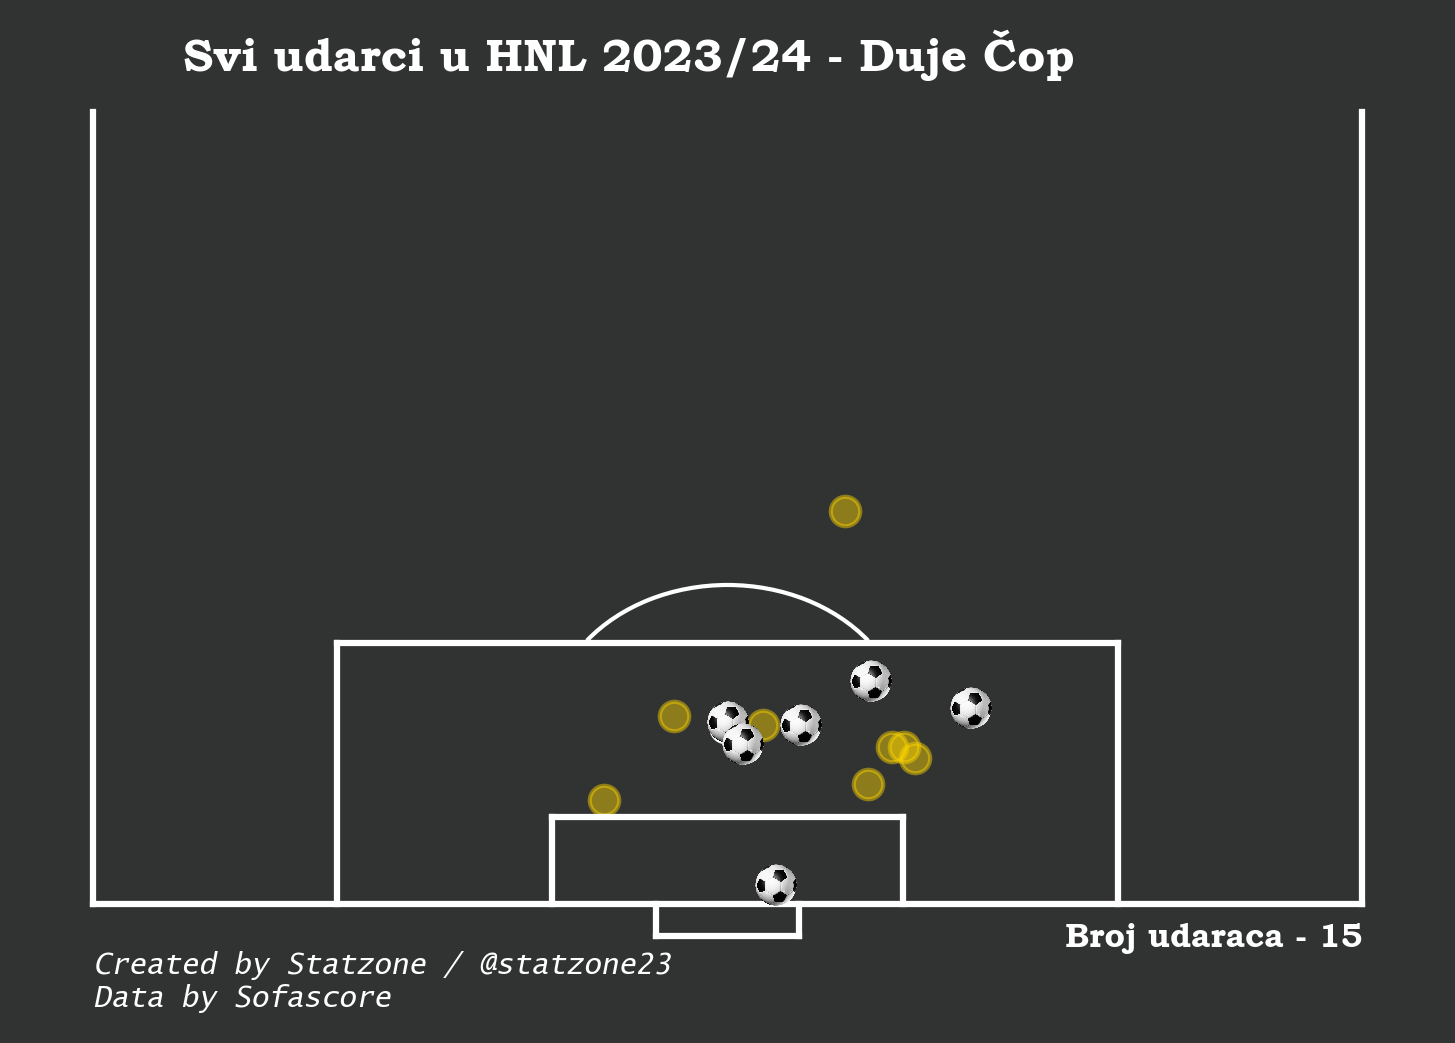 Svi udarci u HNL 2023/24 - Duje Čop
Broj udaraca - 15
Created by Statzone / @statzone23
Data by Sofascore